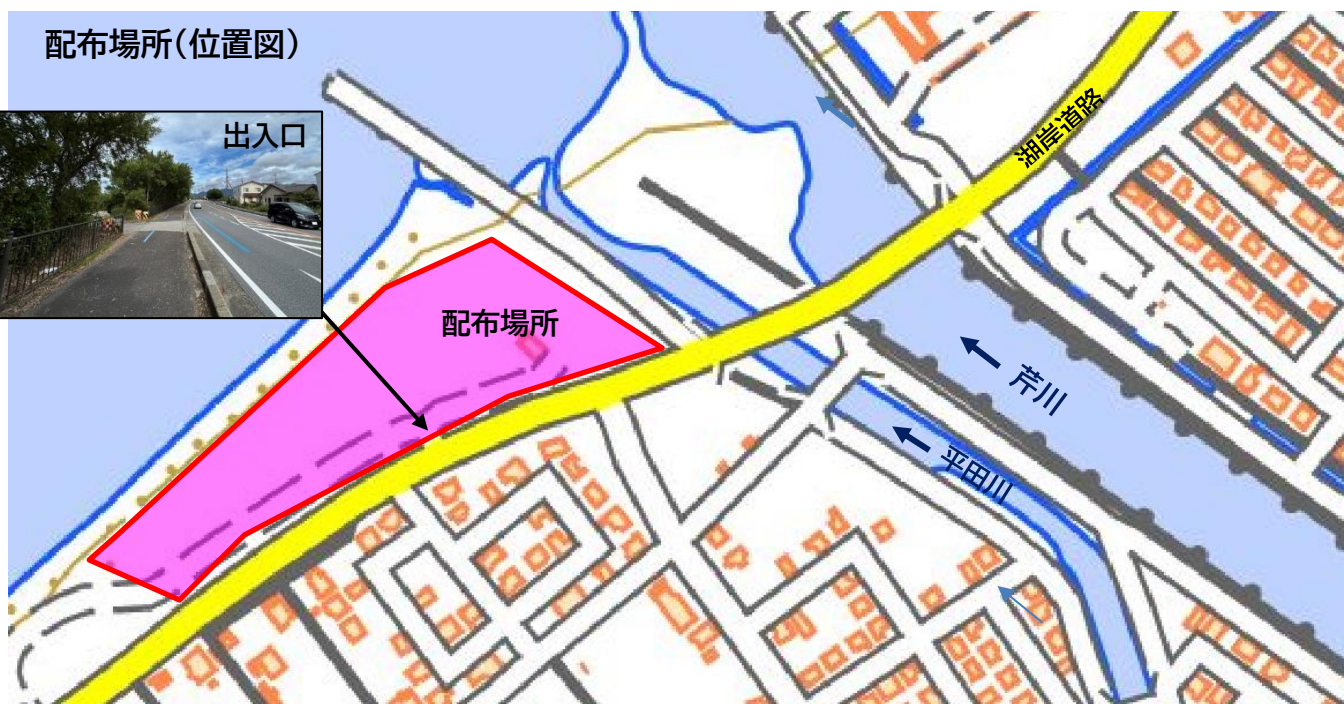 配布場所(位置図)
出入口
湖岸道路
配布場所
芹川
平田川